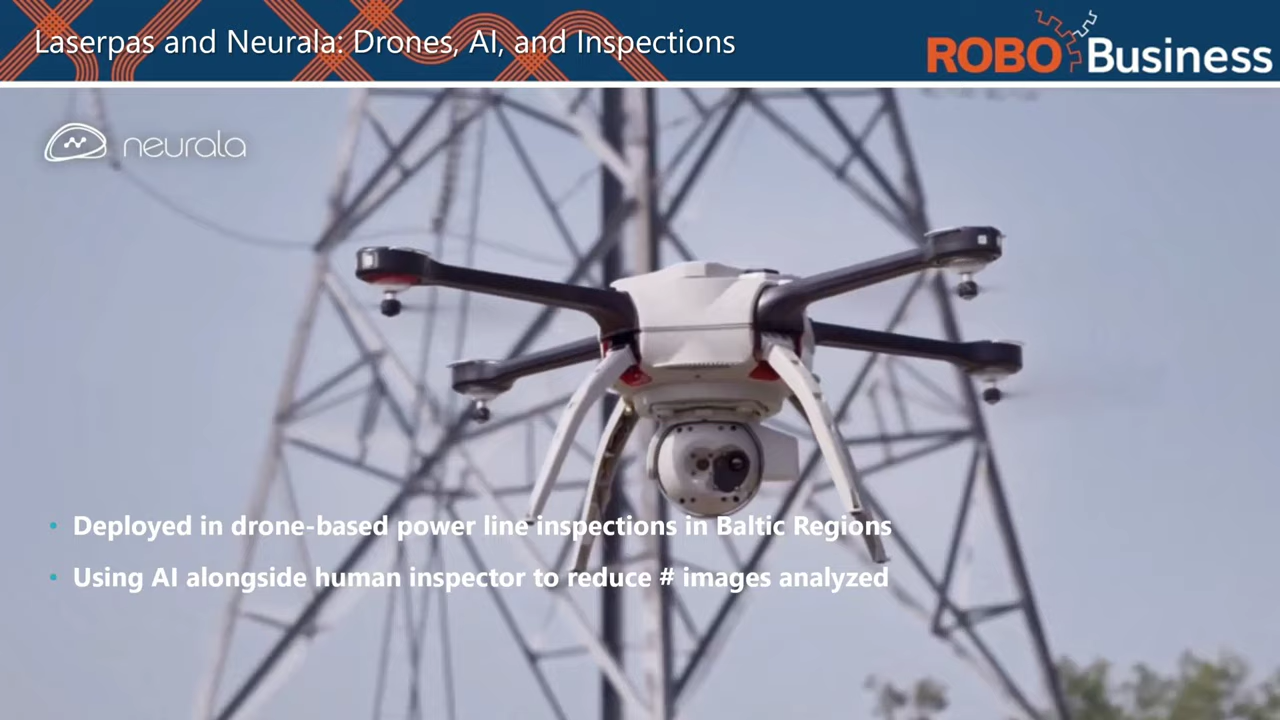 Laserpas and Neurala: Drones, AI, and Inspections
ROBO Business
neurala
• Deployed in drone-based power line inspections in Baltic Regions
• Using AI alongside human inspector to reduce # images analyzed